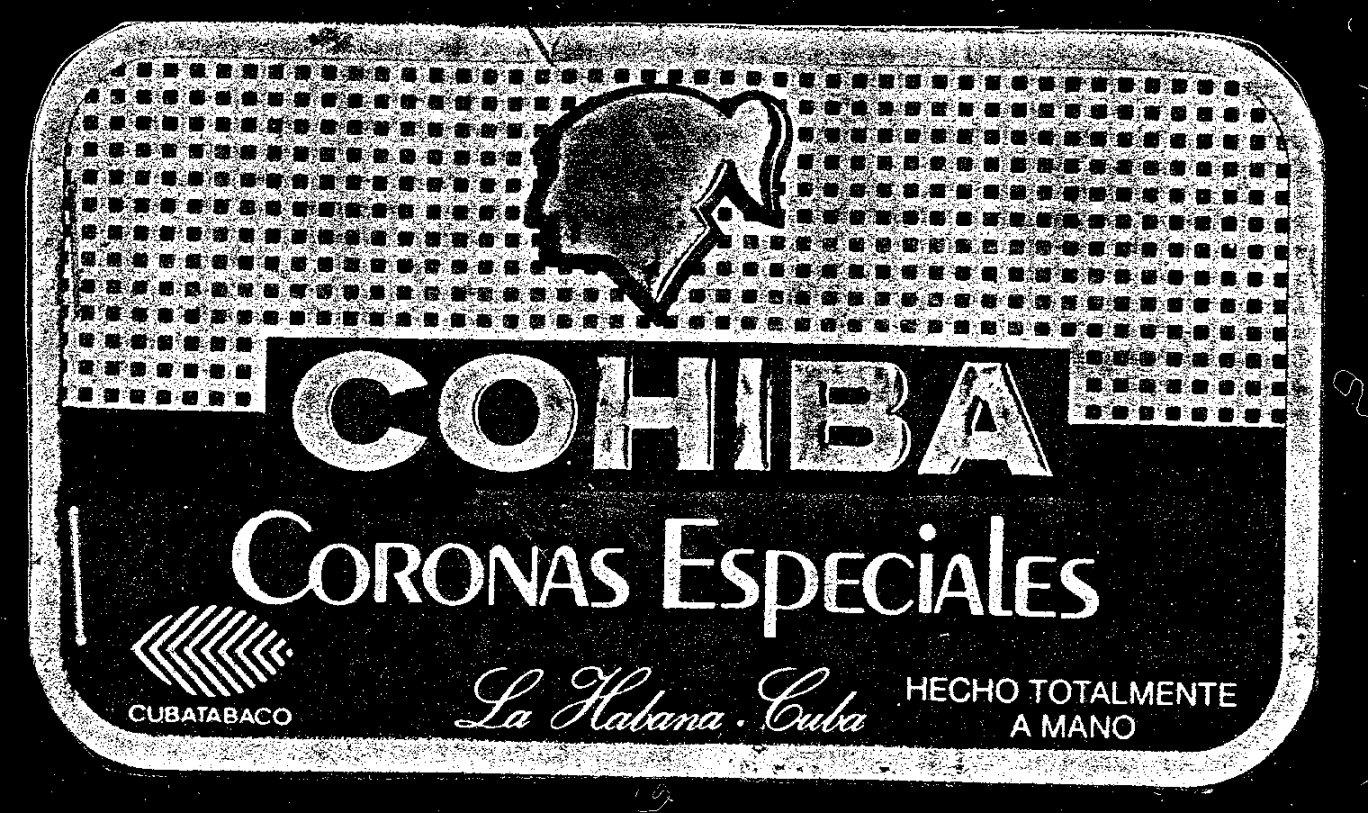 COHIBA
CORONAS ESpECiAlES
CUBATABACO
La Habana · Cuba
HECHO TOTALMENTE
A MANO